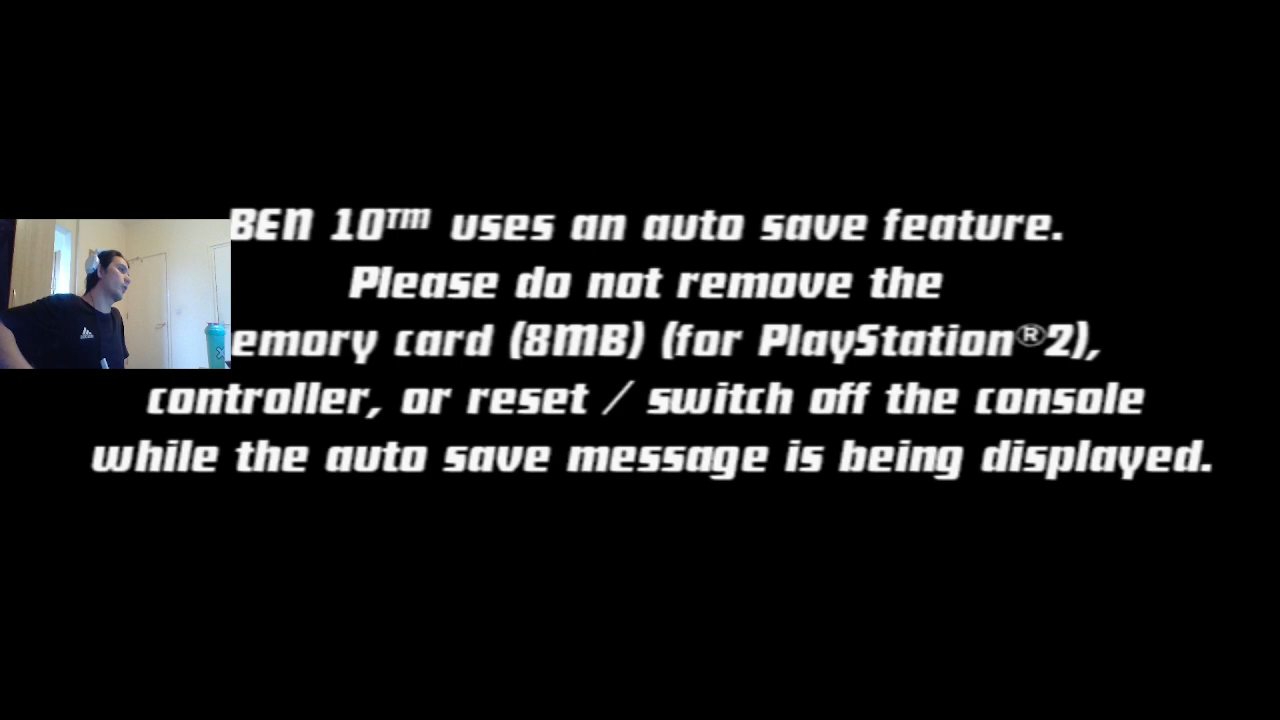 BEN 10™ uses an auto save feature.
Please do not remove the
emory card (8MB) (for PlayStation®2),
controller, or reset / switch off the console
while the auto save message is being displayed.